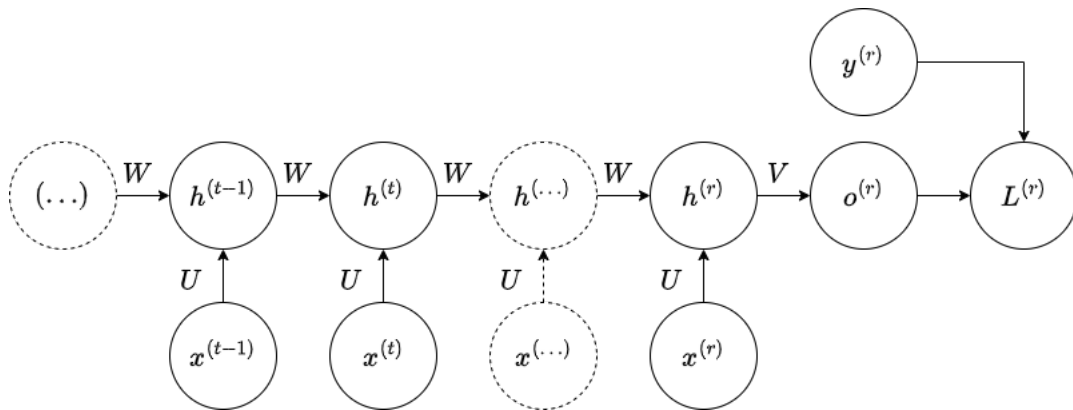 y^{(r)}
(...) W h^{(t-1)} W h^{(t)} W h^{(...)} W h^{(r)} V o^{(r)} L^{(r)}
U U U U
x^{(t-1)} x^{(t)} x^{(...)} x^{(r)}